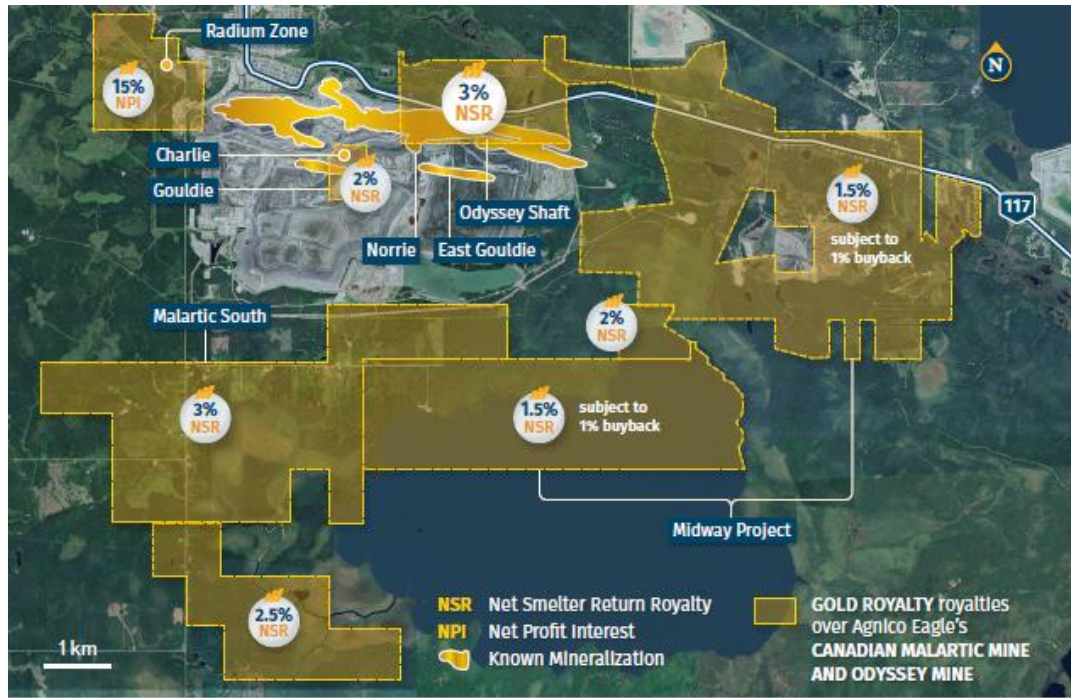 Radium Zone
15%
NPI
3%
NSR
N
Charlie
Gouldie
2%
NSR
Odyssey Shaft
Norrie
East Gouldie
1.5%
NSR
subject to
1% buyback
117
Malartic South
2%
NSR
3%
NSR
1.5%
NSR
subject to
1% buyback
Midway Project
2.5%
NSR
1 km
NSR Net Smelter Return Royalty
NPI Net Profit Interest
Known Mineralization
GOLD ROYALTY royalties
over Agnico Eagle's
CANADIAN MALARTIC MINE
AND ODYSSEY MINE